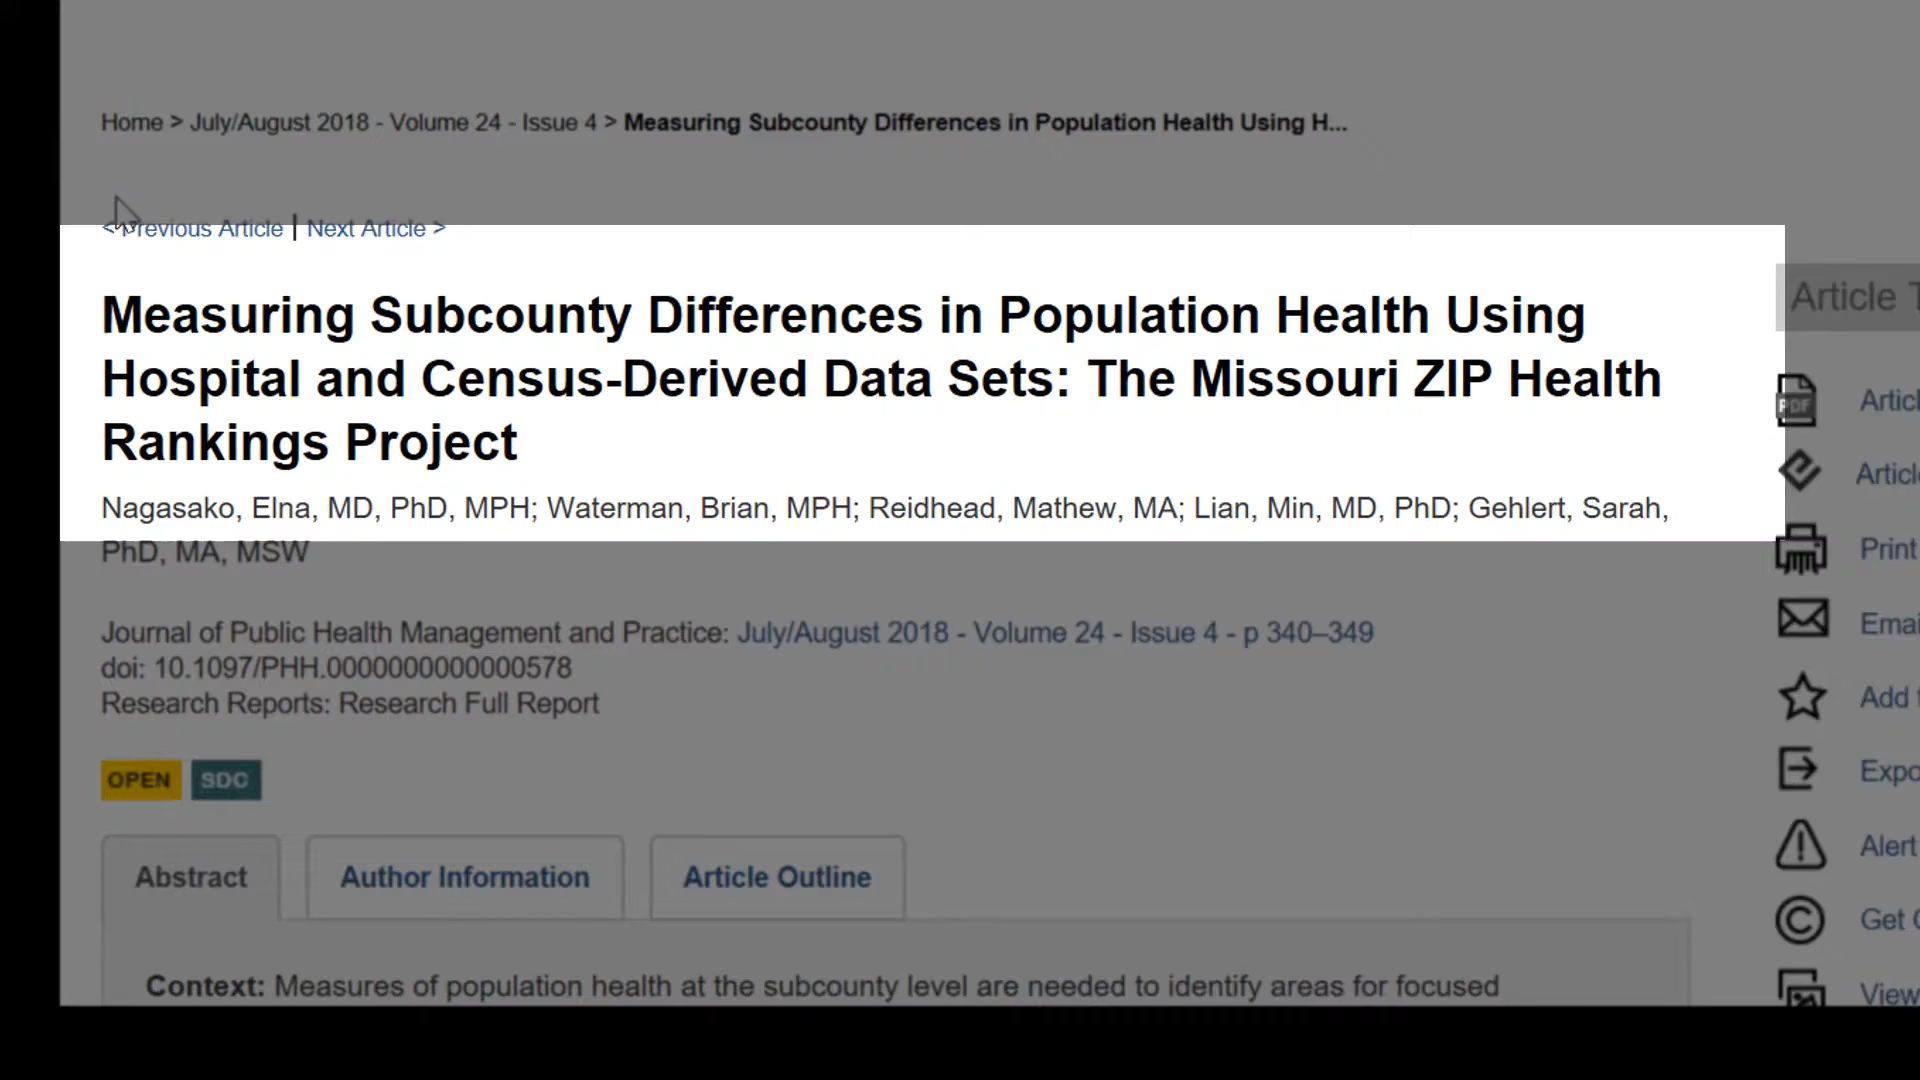 Home > July/August 2018 - Volume 24 - Issue 4 > Measuring Subcounty Differences in Population Health Using H...
< Previous Article | Next Article >
Measuring Subcounty Differences in Population Health Using
Hospital and Census-Derived Data Sets: The Missouri ZIP Health
Rankings Project
Nagasako, Elna, MD, PhD, MPH; Waterman, Brian, MPH; Reidhead, Mathew, MA; Lian, Min, MD, PhD; Gehlert, Sarah,
PhD, MA, MSW
Journal of Public Health Management and Practice: July/August 2018 - Volume 24 - Issue 4 - p 340–349
doi: 10.1097/PHH.0000000000000578
Research Reports: Research Full Report
OPEN SDC
Abstract Author Information Article Outline
Context: Measures of population health at the subcounty level are needed to identify areas for focused
Article
PDF
Print
Add
Alert
Get
View